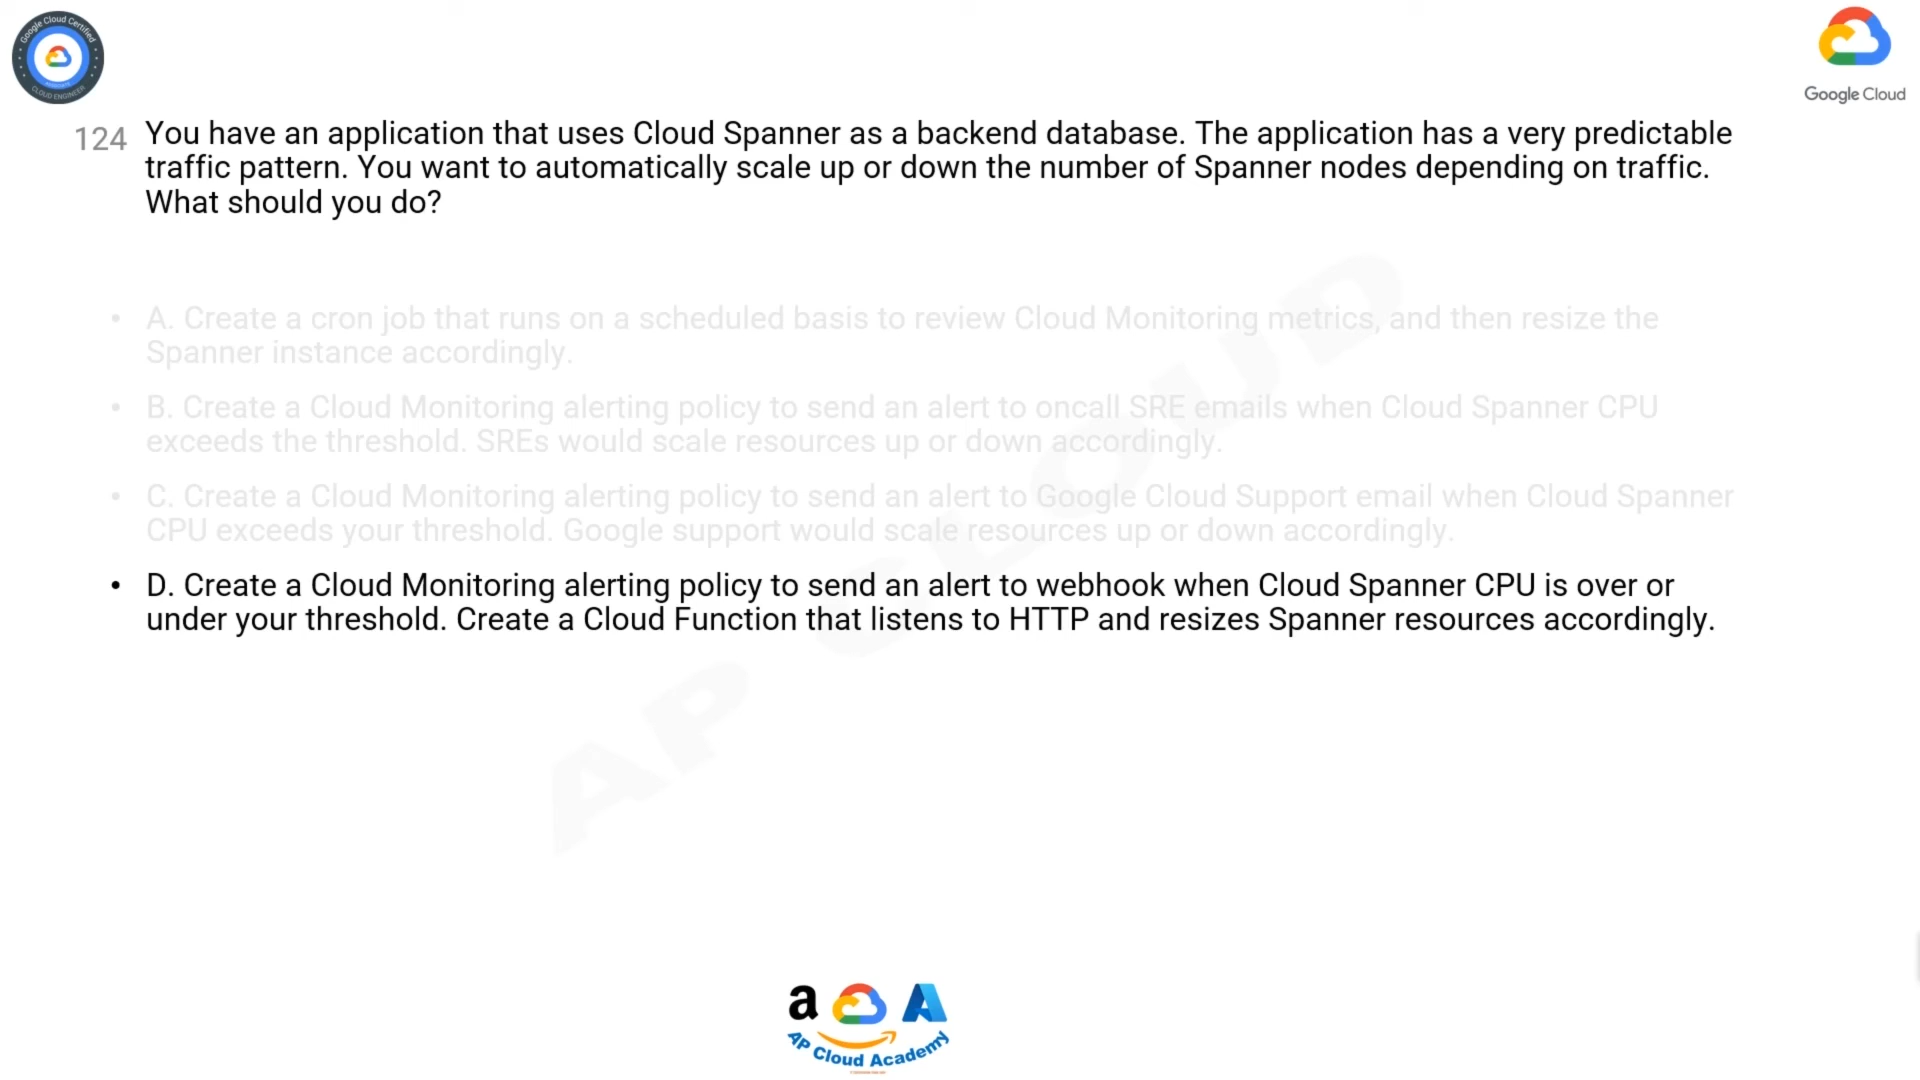 Google Cloud Certified
CLOUD ENGINEER
Google Cloud
124
You have an application that uses Cloud Spanner as a backend database. The application has a very predictable
traffic pattern. You want to automatically scale up or down the number of Spanner nodes depending on traffic.
What should you do?
• A. Create a cron job that runs on a scheduled basis to review Cloud Monitoring metrics, and then resize the
Spanner instance accordingly.
• B. Create a Cloud Monitoring alerting policy to send an alert to oncall SRE emails when Cloud Spanner CPU
exceeds the threshold. SREs would scale resources up or down accordingly.
• C. Create a Cloud Monitoring alerting policy to send an alert to Google Cloud Support email when Cloud Spanner
CPU exceeds your threshold. Google support would scale resources up or down accordingly.
• D. Create a Cloud Monitoring alerting policy to send an alert to webhook when Cloud Spanner CPU is over or
under your threshold. Create a Cloud Function that listens to HTTP and resizes Spanner resources accordingly.
AP CLOUD
a
AP Cloud Academy